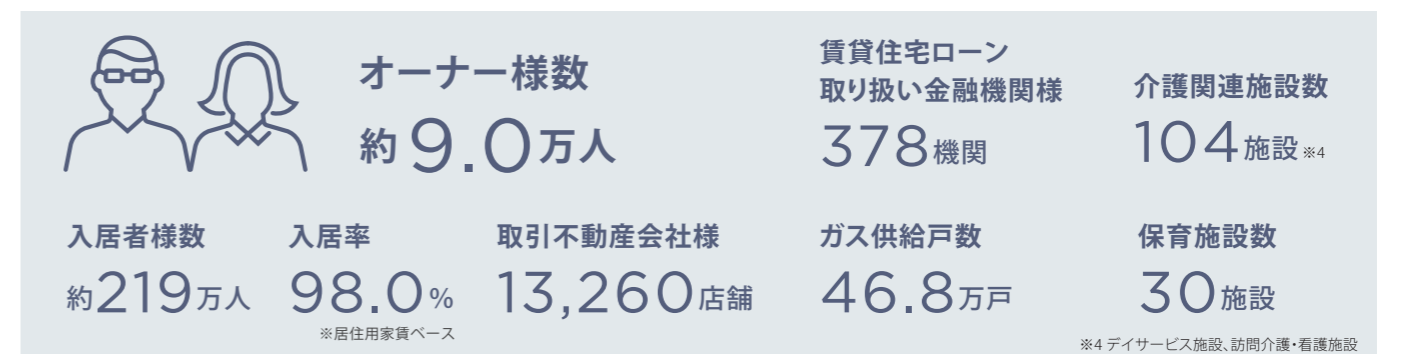 オーナー様数
約9.0万人
賃貸住宅ローン
取り扱い金融機関様
378機関
介護関連施設数
104施設※4
入居者様数
約219万人
入居率
98.0%
※居住用家賃ベース
取引不動産会社様
13,260店舗
ガス供給戸数
46.8万戸
保育施設数
30施設
※4 デイサービス施設、訪問介護・看護施設